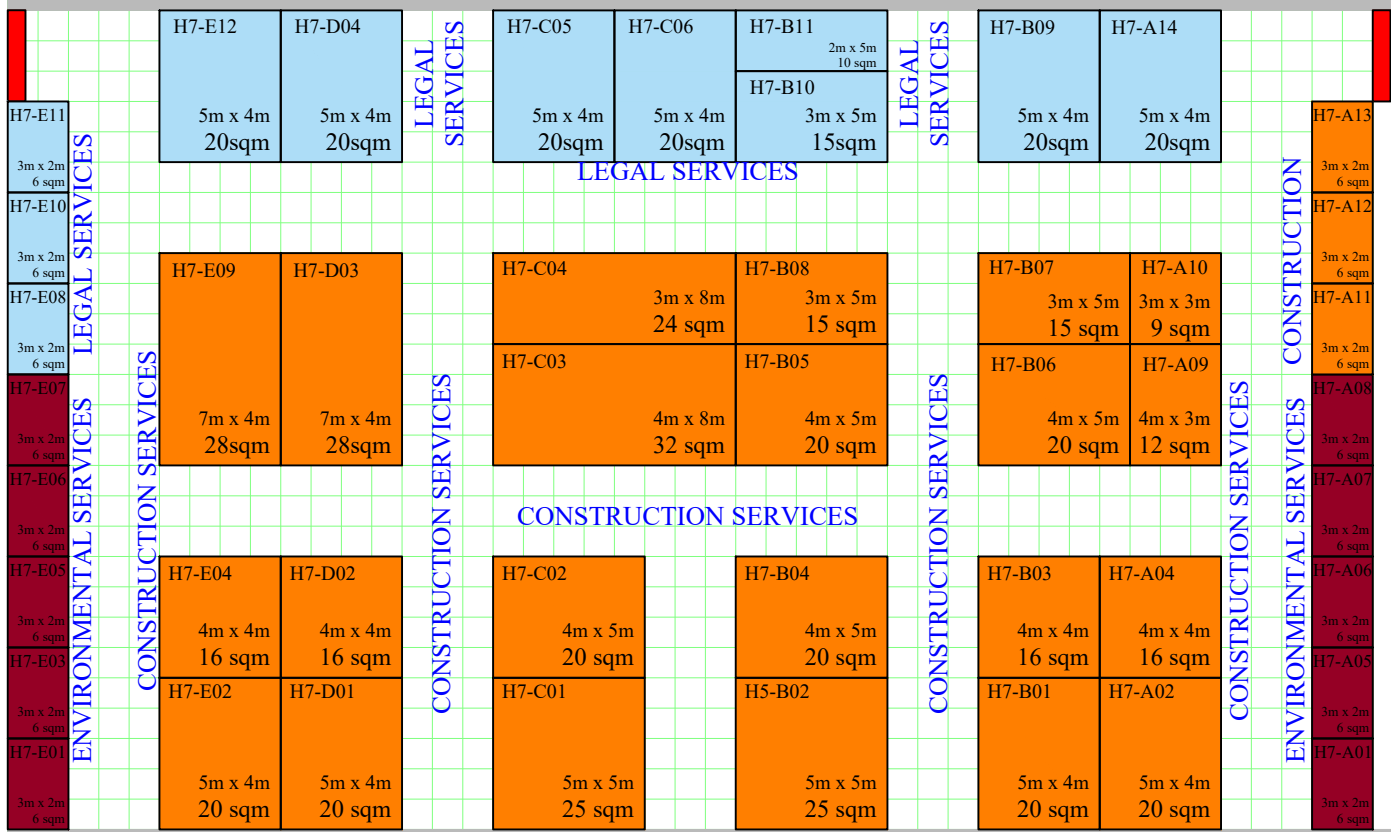 H7-E12
5m x 4m
20sqm
H7-D04
5m x 4m
20sqm
LEGAL
SERVICES
H7-C05
5m x 4m
20sqm
H7-C06
5m x 4m
20sqm
H7-B11
2m x 5m
10 sqm
H7-B10
3m x 5m
15sqm
LEGAL
SERVICES
H7-B09
5m x 4m
20sqm
H7-A14
5m x 4m
20sqm
LEGAL SERVICES
H7-E11
3m x 2m
6 sqm
H7-E10
3m x 2m
6 sqm
H7-E08
3m x 2m
6 sqm
LEGAL SERVICES
H7-E07
3m x 2m
6 sqm
H7-E06
3m x 2m
6 sqm
H7-E05
3m x 2m
6 sqm
H7-E03
3m x 2m
6 sqm
H7-E01
3m x 2m
6 sqm
ENVIRONMENTAL SERVICES
CONSTRUCTION SERVICES
H7-E09
7m x 4m
28sqm
H7-D03
7m x 4m
28sqm
H7-C04
3m x 8m
24 sqm
H7-B08
3m x 5m
15 sqm
H7-C03
4m x 8m
32 sqm
H7-B05
4m x 5m
20 sqm
H7-B07
3m x 5m
15 sqm
H7-A10
3m x 3m
9 sqm
H7-B06
4m x 5m
20 sqm
H7-A09
4m x 3m
12 sqm
CONSTRUCTION SERVICES
CONSTRUCTION SERVICES
CONSTRUCTION SERVICES
CONSTRUCTION SERVICES
H7-E04
4m x 4m
16 sqm
H7-D02
4m x 4m
16 sqm
H7-E02
5m x 4m
20 sqm
H7-D01
5m x 4m
20 sqm
H7-C02
4m x 5m
20 sqm
H7-C01
5m x 5m
25 sqm
H7-B04
4m x 5m
20 sqm
H5-B02
5m x 5m
25 sqm
H7-B03
4m x 4m
16 sqm
H7-A04
4m x 4m
16 sqm
H7-B01
5m x 4m
20 sqm
H7-A02
5m x 4m
20 sqm
CONSTRUCTION
ENVIRONMENTAL SERVICES
H7-A13
3m x 2m
6 sqm
H7-A12
3m x 2m
6 sqm
H7-A11
3m x 2m
6 sqm
H7-A08
3m x 2m
6 sqm
H7-A07
3m x 2m
6 sqm
H7-A06
3m x 2m
6 sqm
H7-A05
3m x 2m
6 sqm
H7-A01
3m x 2m
6 sqm